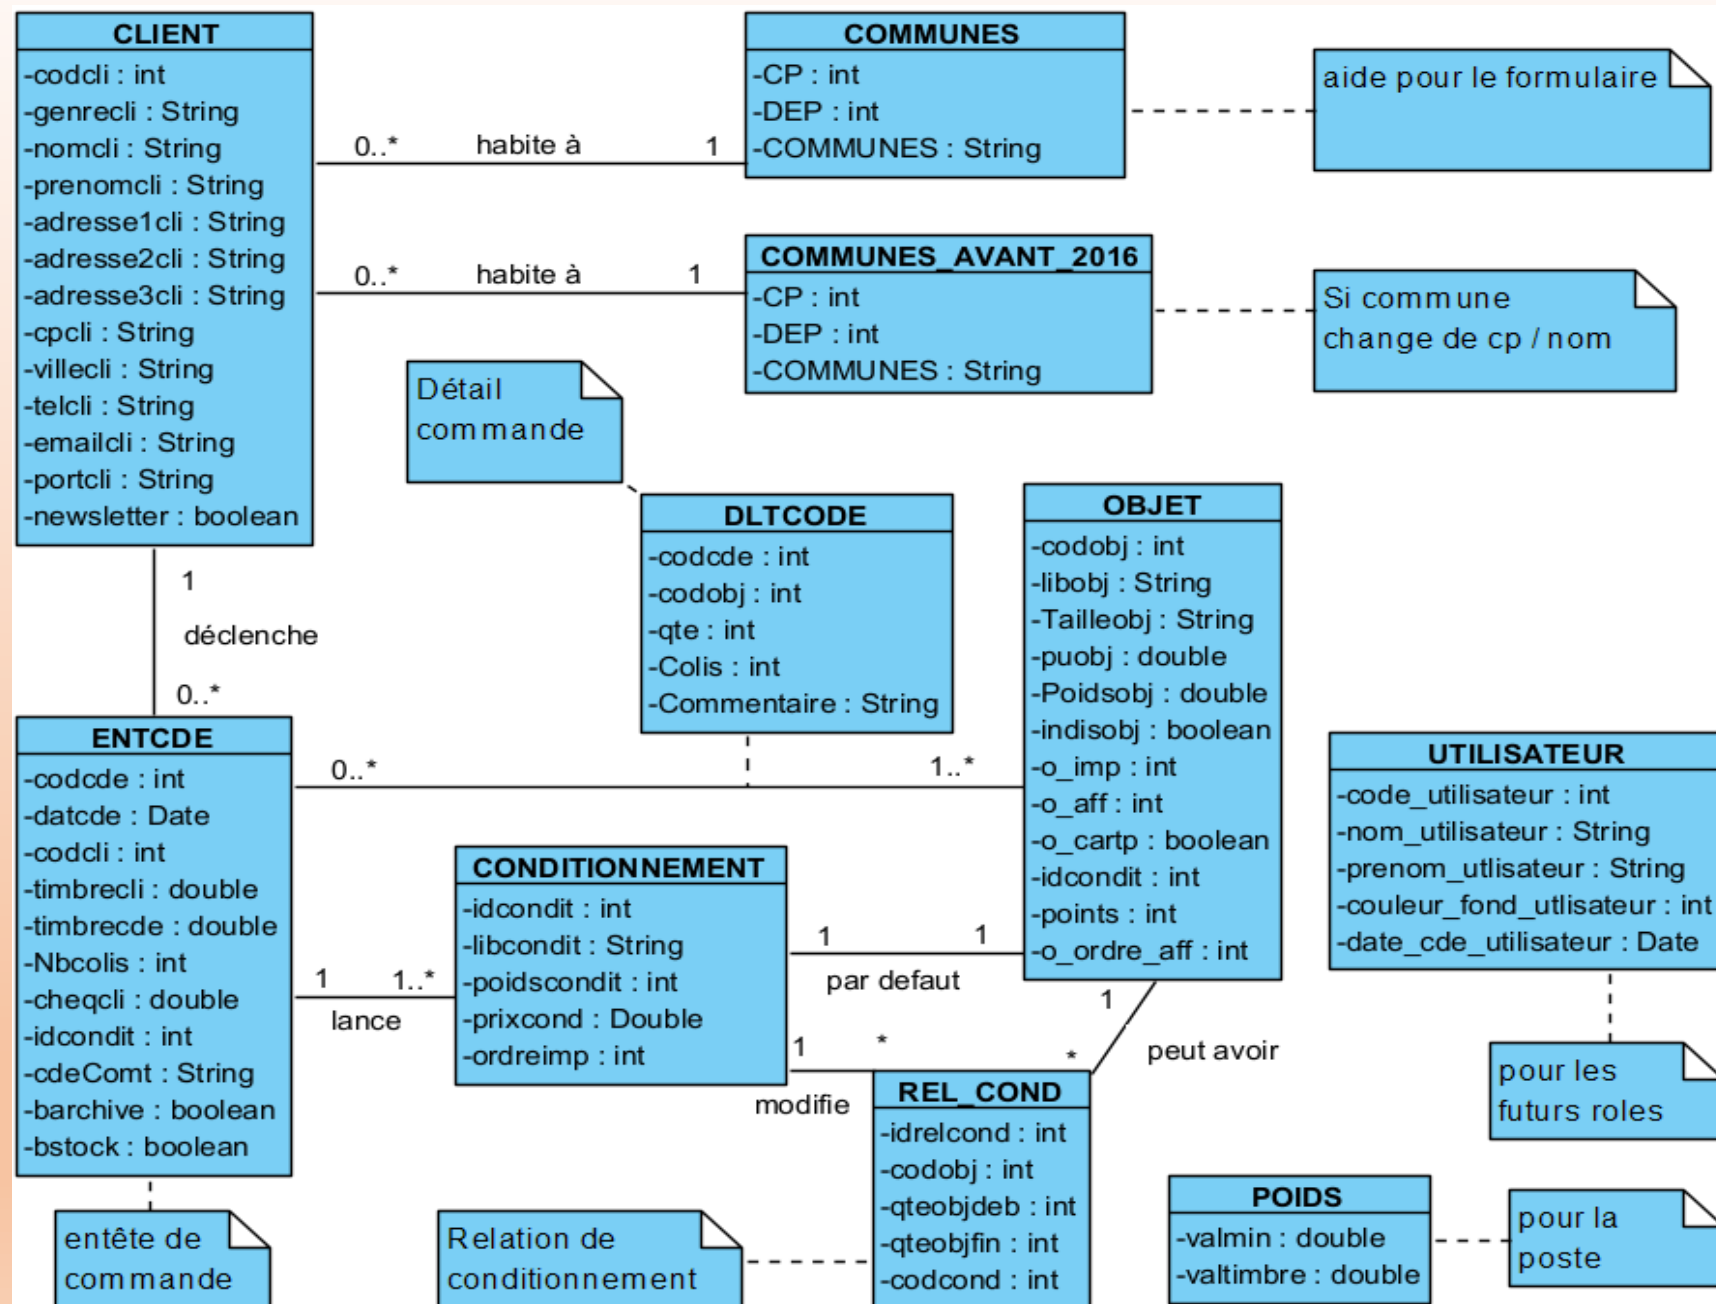 CLIENT
-codcli : int
-genrecli : String
-nomcli : String
-prenomcli : String
-adresse1cli : String
-adresse2cli : String
-adresse3cli : String
-cpcli : String
-villecli : String
-telcli : String
-emailcli : String
-portcli : String
-newsletter : boolean
0..* habite à 1
COMMUNES
-CP : int
-DEP : int
-COMMUNES : String
aide pour le formulaire
0..* habite à 1
COMMUNES_AVANT_2016
-CP : int
-DEP : int
-COMMUNES : String
Si commune
change de cp / nom
Détail
commande
DLTCODE
-codcde : int
-codobj : int
-qte : int
-Colis : int
-Commentaire : String
OBJET
-codobj : int
-libobj : String
-Tailleobj : String
-puobj : double
-Poidsobj : double
-indisobj : boolean
-o_imp : int
-o_aff : int
-o_cartp : boolean
-idcondit : int
-points : int
-o_ordre_aff : int
1
déclenche
0..*
ENTCDE
-codcde : int
-datcde : Date
-codcli : int
-timbrecli : double
-timbrecde : double
-Nbcolis : int
-cheqcli : double
-idcondit : int
-cdeComt : String
-barchive : boolean
-bstock : boolean
0..* 1..*
UTILISATEUR
-code_utilisateur : int
-nom_utilisateur : String
-prenom_utlisateur : String
-couleur_fond_utlisateur : int
-date_cde_utilisateur : Date
CONDITIONNEMENT
-idcondit : int
-libcondit : String
-poidscondit : int
-prixcond : Double
-ordreimp : int
1 1
par defaut
1 1..*
lance
1 *
modifie
1
peut avoir
*
REL_COND
-idrelcond : int
-codobj : int
-qteobjdeb : int
-qteobjfin : int
-codcond : int
pour les
futurs roles
POIDS
-valmin : double
-valtimbre : double
pour la
poste
entête de
commande
Relation de
conditionnement